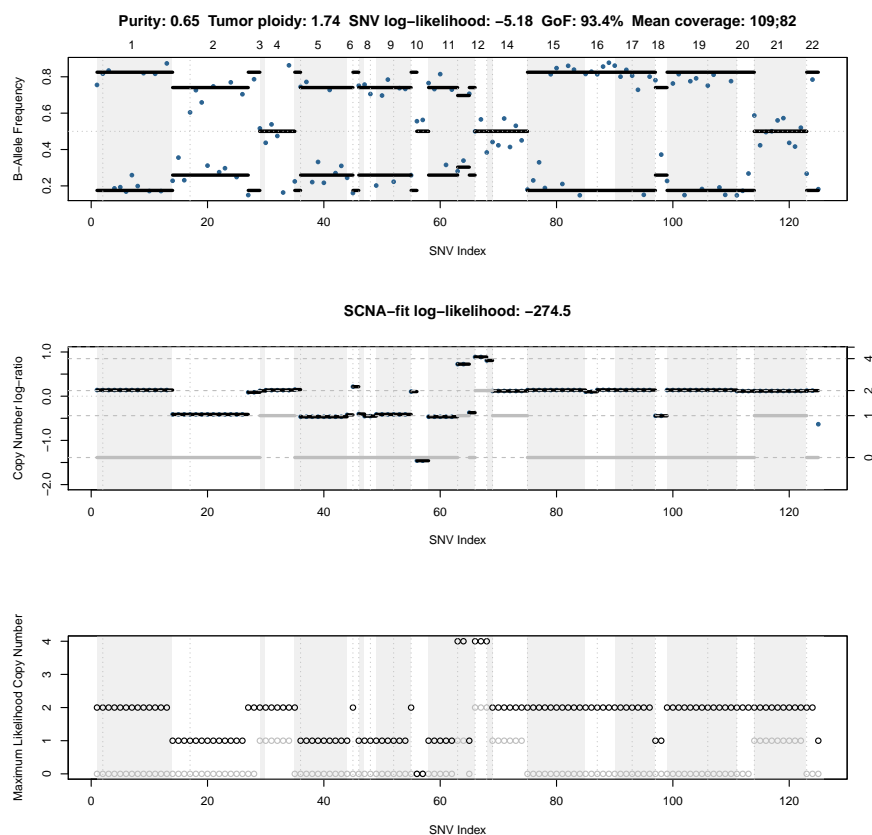 Purity: 0.65 Tumor ploidy: 1.74 SNV log−likelihood: −5.18 GoF: 93.4% Mean coverage: 109;82
1 2 3 4 5 6 8 9 10 11 12 14 15 16 17 18 19 20 21 22
B−Allele Frequency
0.8
0.6
0.4
0.2
0 20 40 60 80 100 120
SNV Index
SCNA−fit log−likelihood: −274.5
Copy Number log−ratio
1.0
0.0
−1.0
−2.0
4
2
1
0
0 20 40 60 80 100 120
SNV Index
Maximum Likelihood Copy Number
4
3
2
1
0
0 20 40 60 80 100 120
SNV Index